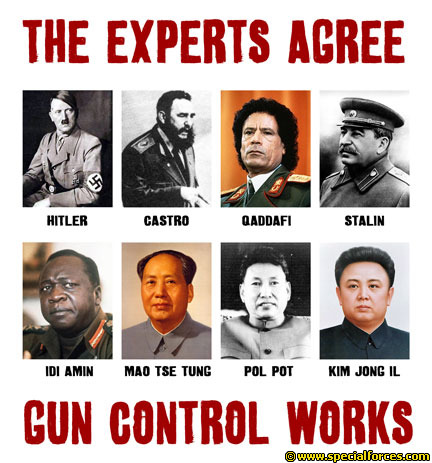 THE EXPERTS AGREE
HITLER CASTRO QADDAFI STALIN
IDI AMIN MAO TSE TUNG POL POT KIM JONG IL
GUN CONTROL WORKS
© www.specialforces.com